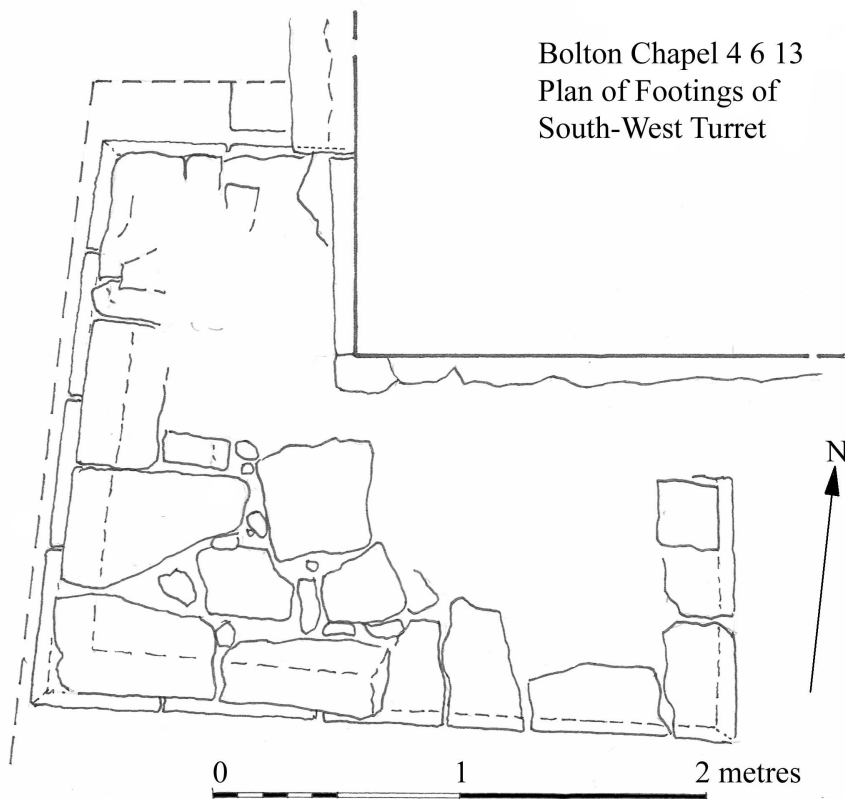 Bolton Chapel 4 6 13
Plan of Footings of
South-West Turret
N
0 1 2 metres